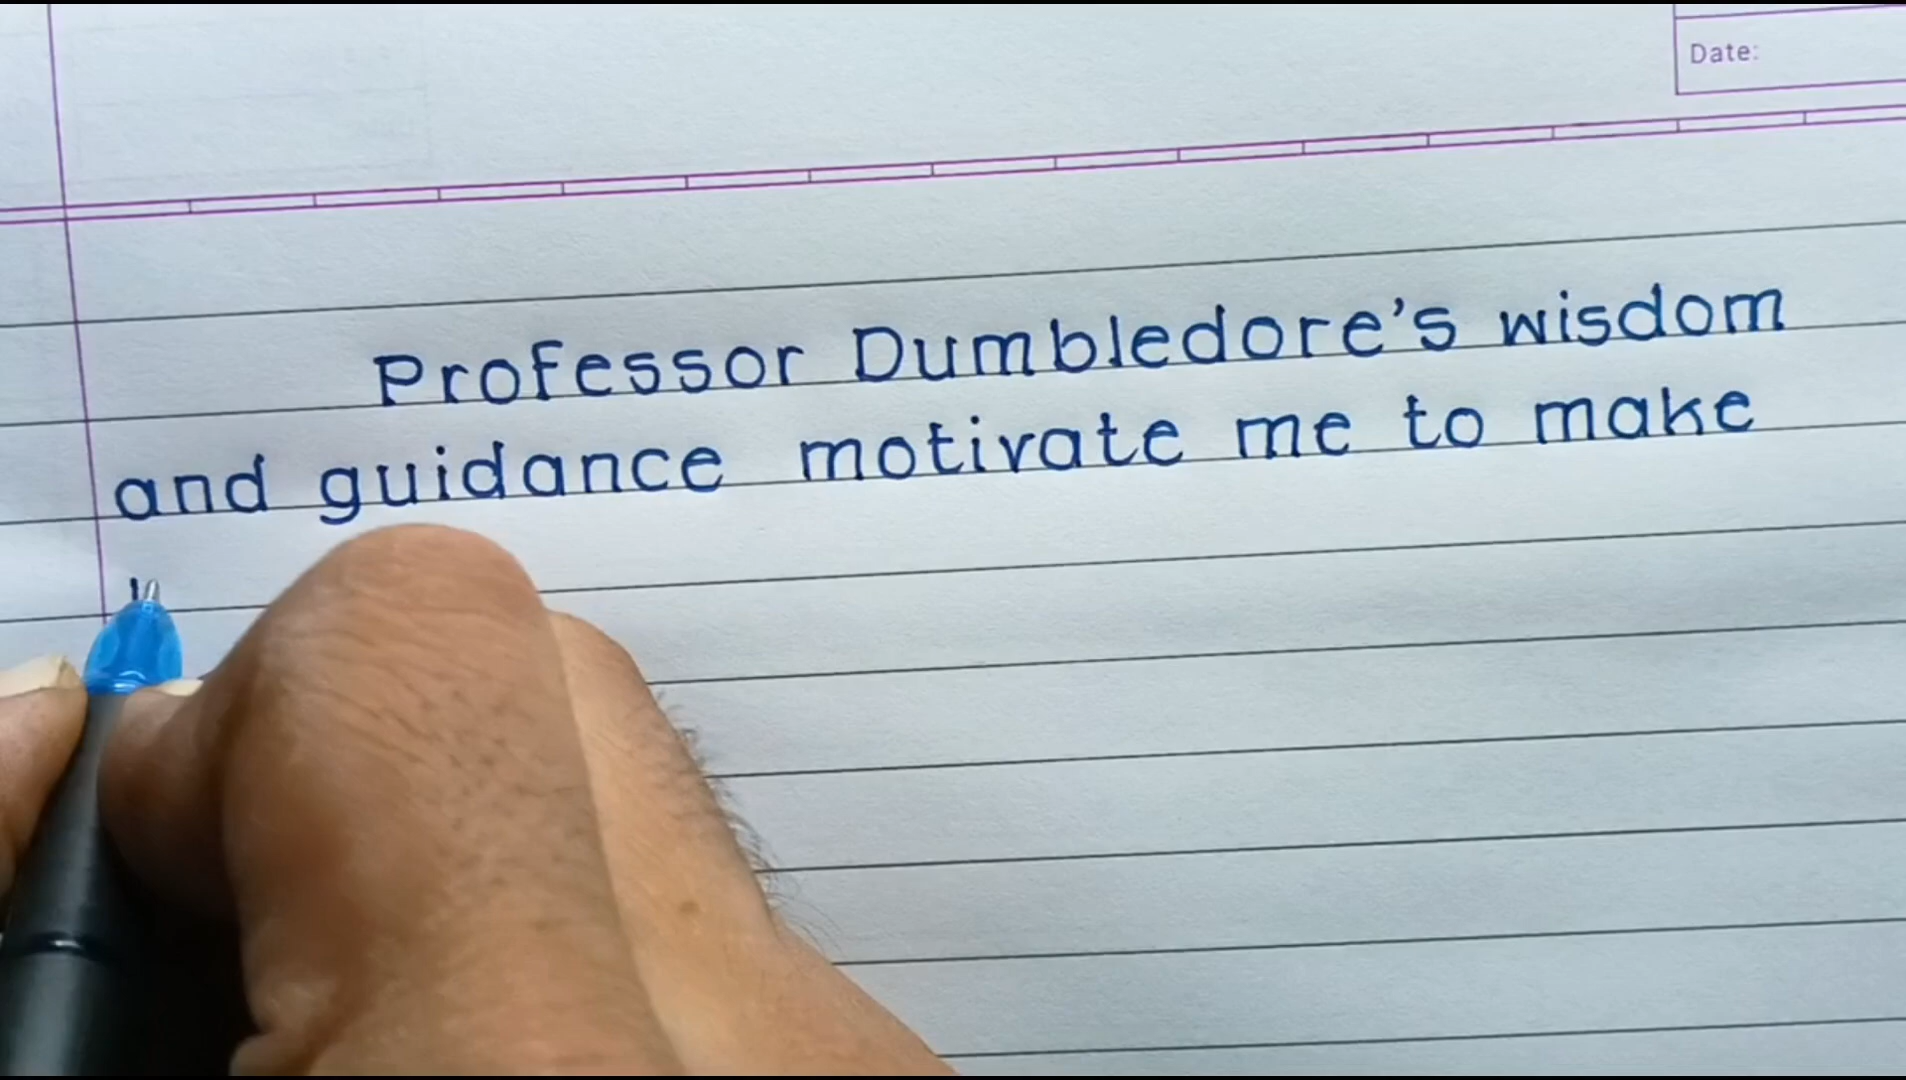 Date:
Professor Dumbledore's wisdom
and guidance motivate me to make